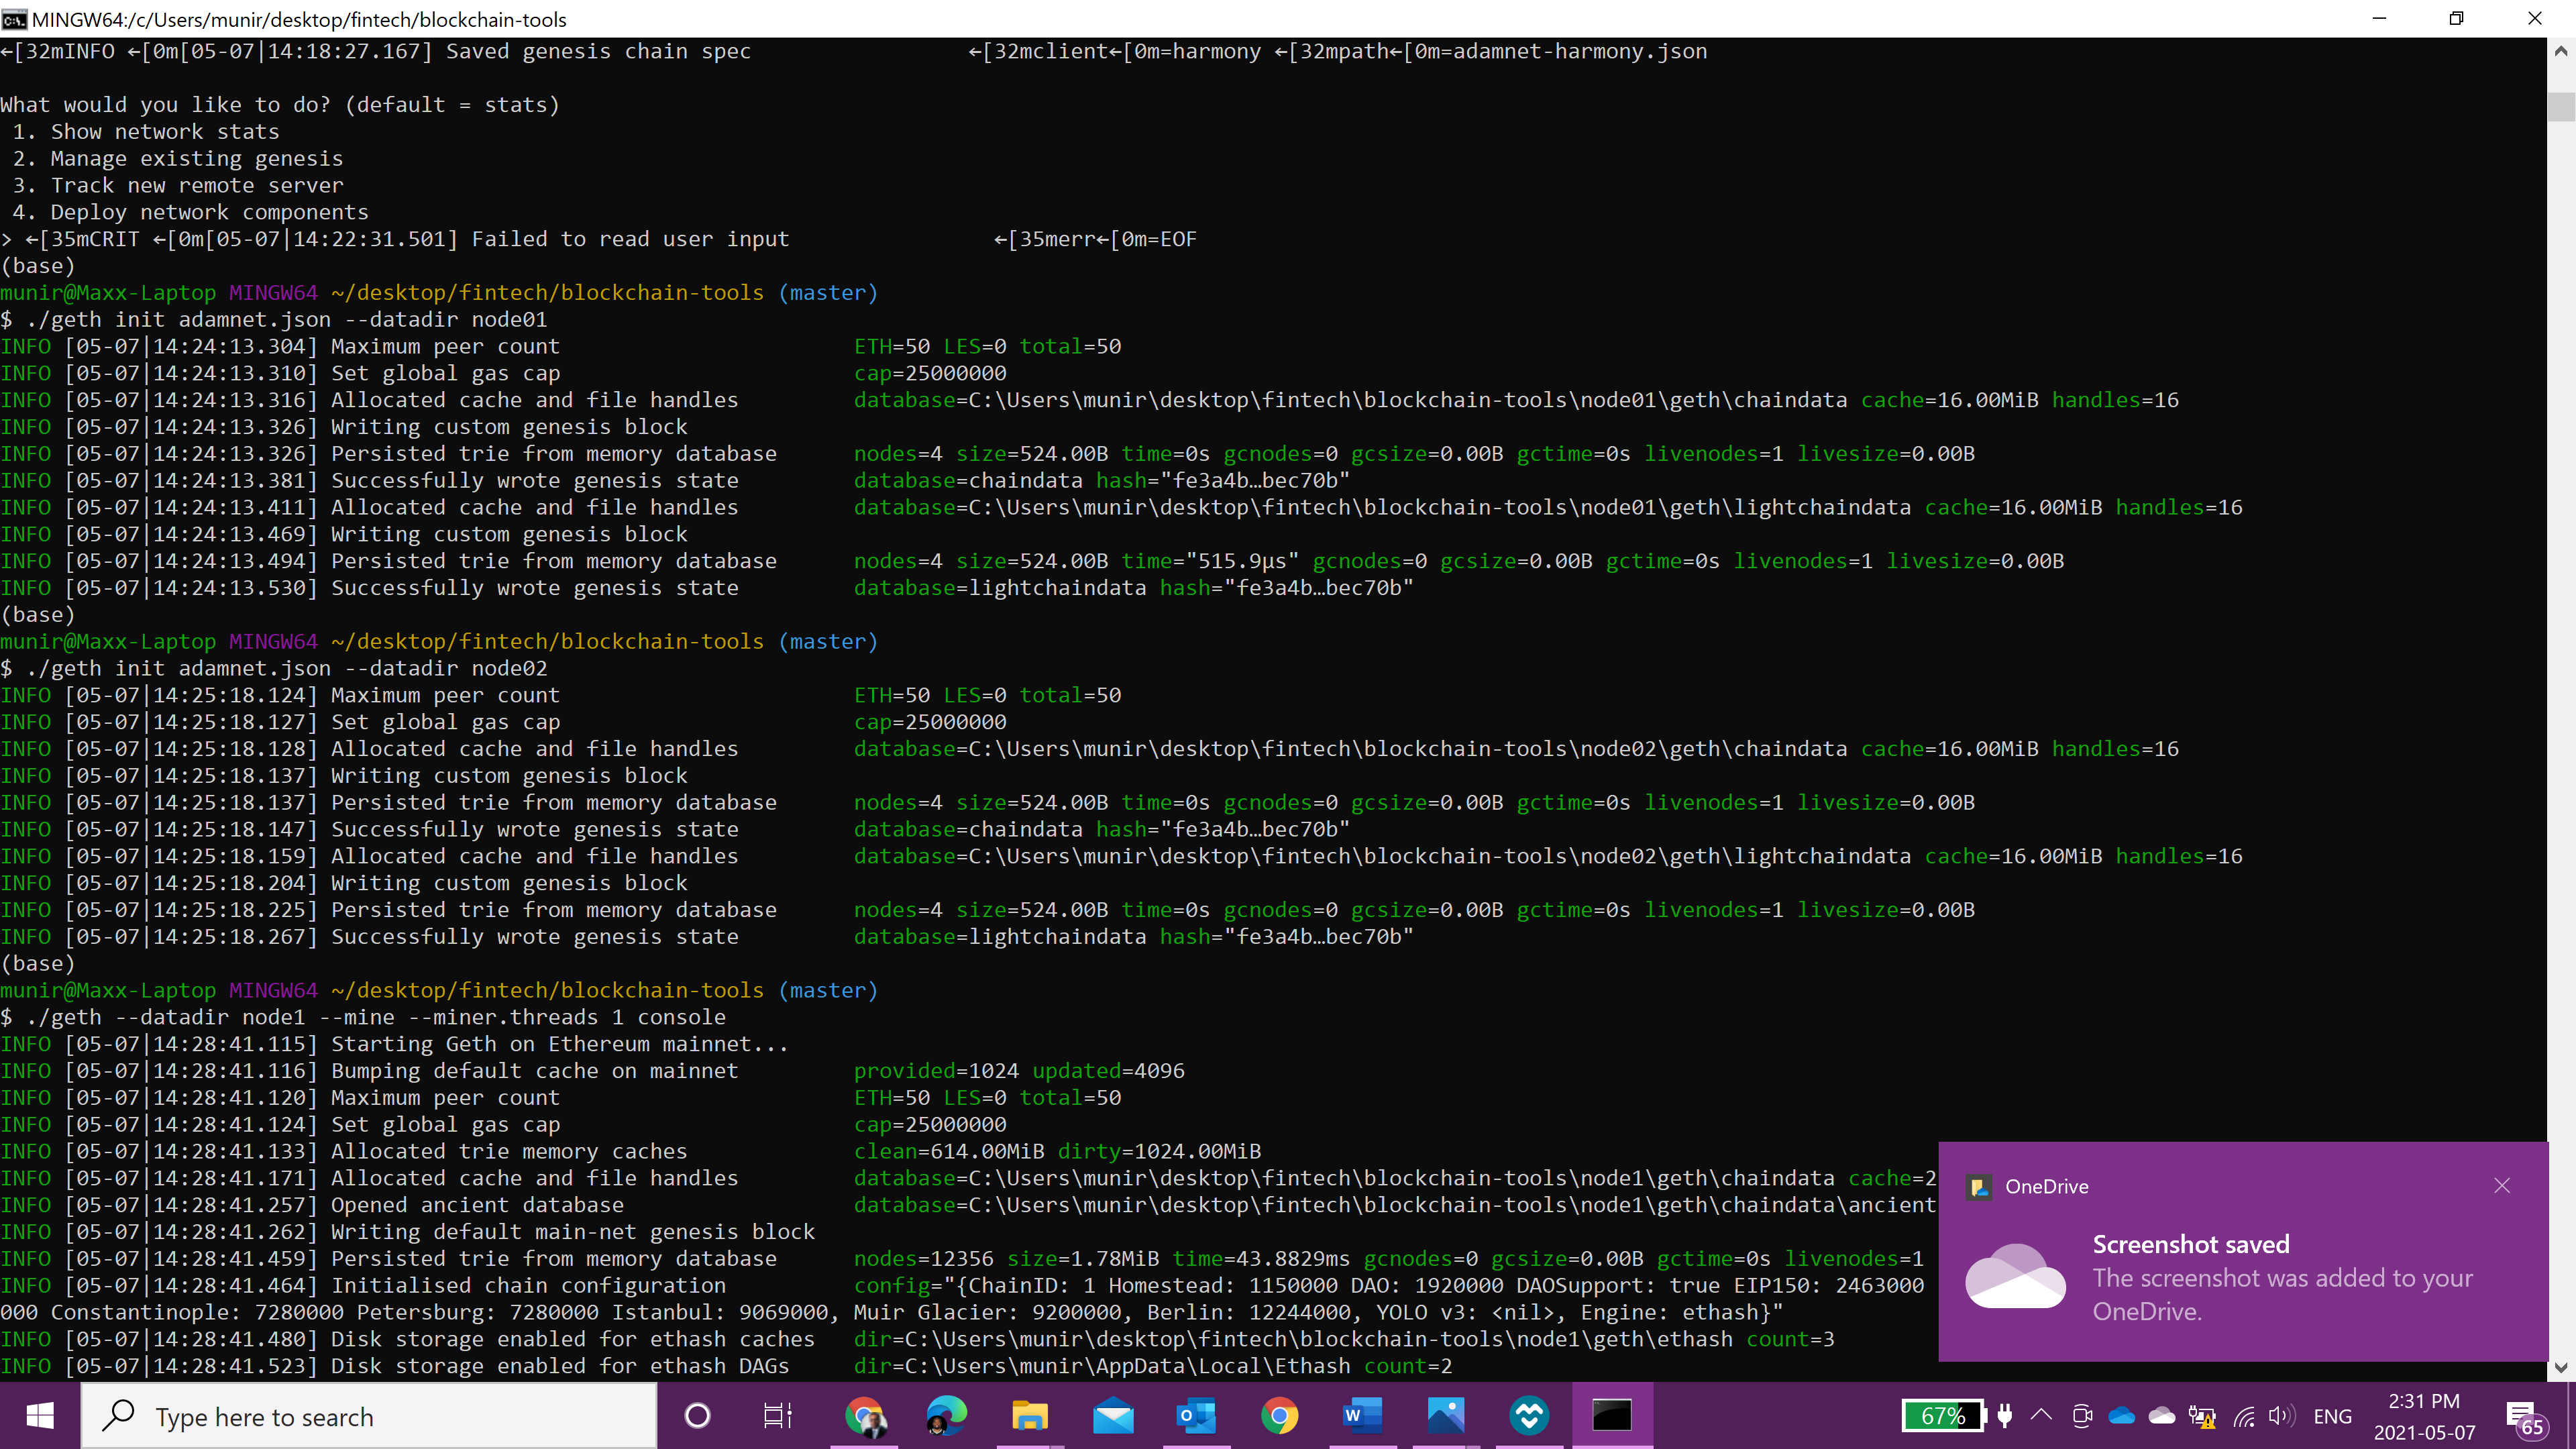 MINGW64:/c/Users/munir/desktop/fintech/blockchain-tools
←[32mINFO ←[0m[05-07|14:18:27.167] Saved genesis chain spec ←[32mclient←[0m=harmony ←[32mpath←[0m=adamnet-harmony.json
What would you like to do? (default = stats)
1. Show network stats
2. Manage existing genesis
3. Track new remote server
4. Deploy network components
> ←[35mCRIT ←[0m[05-07|14:22:31.501] Failed to read user input ←[35merr←[0m=EOF
(base)
munir@Maxx-Laptop MINGW64 ~/desktop/fintech/blockchain-tools (master)
$ ./geth init adamnet.json --datadir node01
INFO [05-07|14:24:13.304] Maximum peer count ETH=50 LES=0 total=50
INFO [05-07|14:24:13.310] Set global gas cap cap=25000000
INFO [05-07|14:24:13.316] Allocated cache and file handles database=C:\Users\munir\desktop\fintech\blockchain-tools\node01\geth\chaindata cache=16.00MiB handles=16
INFO [05-07|14:24:13.326] Writing custom genesis block
INFO [05-07|14:24:13.326] Persisted trie from memory database nodes=4 size=524.00B time=0s gcnodes=0 gcsize=0.00B gctime=0s livenodes=1 livesize=0.00B
INFO [05-07|14:24:13.381] Successfully wrote genesis state database=chaindata hash="fe3a4b…bec70b"
INFO [05-07|14:24:13.411] Allocated cache and file handles database=C:\Users\munir\desktop\fintech\blockchain-tools\node01\geth\lightchaindata cache=16.00MiB handles=16
INFO [05-07|14:24:13.469] Writing custom genesis block
INFO [05-07|14:24:13.494] Persisted trie from memory database nodes=4 size=524.00B time="515.9µs" gcnodes=0 gcsize=0.00B gctime=0s livenodes=1 livesize=0.00B
INFO [05-07|14:24:13.530] Successfully wrote genesis state database=lightchaindata hash="fe3a4b…bec70b"
(base)
munir@Maxx-Laptop MINGW64 ~/desktop/fintech/blockchain-tools (master)
$ ./geth init adamnet.json --datadir node02
INFO [05-07|14:25:18.124] Maximum peer count ETH=50 LES=0 total=50
INFO [05-07|14:25:18.127] Set global gas cap cap=25000000
INFO [05-07|14:25:18.128] Allocated cache and file handles database=C:\Users\munir\desktop\fintech\blockchain-tools\node02\geth\chaindata cache=16.00MiB handles=16
INFO [05-07|14:25:18.137] Writing custom genesis block
INFO [05-07|14:25:18.137] Persisted trie from memory database nodes=4 size=524.00B time=0s gcnodes=0 gcsize=0.00B gctime=0s livenodes=1 livesize=0.00B
INFO [05-07|14:25:18.147] Successfully wrote genesis state database=chaindata hash="fe3a4b…bec70b"
INFO [05-07|14:25:18.159] Allocated cache and file handles database=C:\Users\munir\desktop\fintech\blockchain-tools\node02\geth\lightchaindata cache=16.00MiB handles=16
INFO [05-07|14:25:18.204] Writing custom genesis block
INFO [05-07|14:25:18.225] Persisted trie from memory database nodes=4 size=524.00B time=0s gcnodes=0 gcsize=0.00B gctime=0s livenodes=1 livesize=0.00B
INFO [05-07|14:25:18.267] Successfully wrote genesis state database=lightchaindata hash="fe3a4b…bec70b"
(base)
munir@Maxx-Laptop MINGW64 ~/desktop/fintech/blockchain-tools (master)
$ ./geth --datadir node1 --mine --miner.threads 1 console
INFO [05-07|14:28:41.115] Starting Geth on Ethereum mainnet...
INFO [05-07|14:28:41.116] Bumping default cache on mainnet provided=1024 updated=4096
INFO [05-07|14:28:41.120] Maximum peer count ETH=50 LES=0 total=50
INFO [05-07|14:28:41.124] Set global gas cap cap=25000000
INFO [05-07|14:28:41.133] Allocated trie memory caches clean=614.00MiB dirty=1024.00MiB
INFO [05-07|14:28:41.171] Allocated cache and file handles database=C:\Users\munir\desktop\fintech\blockchain-tools\node1\geth\chaindata cache=2
INFO [05-07|14:28:41.257] Opened ancient database database=C:\Users\munir\desktop\fintech\blockchain-tools\node1\geth\chaindata\ancient
INFO [05-07|14:28:41.262] Writing default main-net genesis block
INFO [05-07|14:28:41.459] Persisted trie from memory database nodes=12356 size=1.78MiB time=43.8829ms gcnodes=0 gcsize=0.00B gctime=0s livenodes=1
INFO [05-07|14:28:41.464] Initialised chain configuration config="{ChainID: 1 Homestead: 1150000 DAO: 1920000 DAOSupport: true EIP150: 2463000
000 Constantinople: 7280000 Petersburg: 7280000 Istanbul: 9069000, Muir Glacier: 9200000, Berlin: 12244000, YOLO v3: <nil>, Engine: ethash}"
INFO [05-07|14:28:41.480] Disk storage enabled for ethash caches dir=C:\Users\munir\desktop\fintech\blockchain-tools\node1\geth\ethash count=3
INFO [05-07|14:28:41.523] Disk storage enabled for ethash DAGs dir=C:\Users\munir\AppData\Local\Ethash count=2
OneDrive
Screenshot saved
The screenshot was added to your
OneDrive.
Type here to search
67%
ENG
2:31 PM
2021-05-07
65